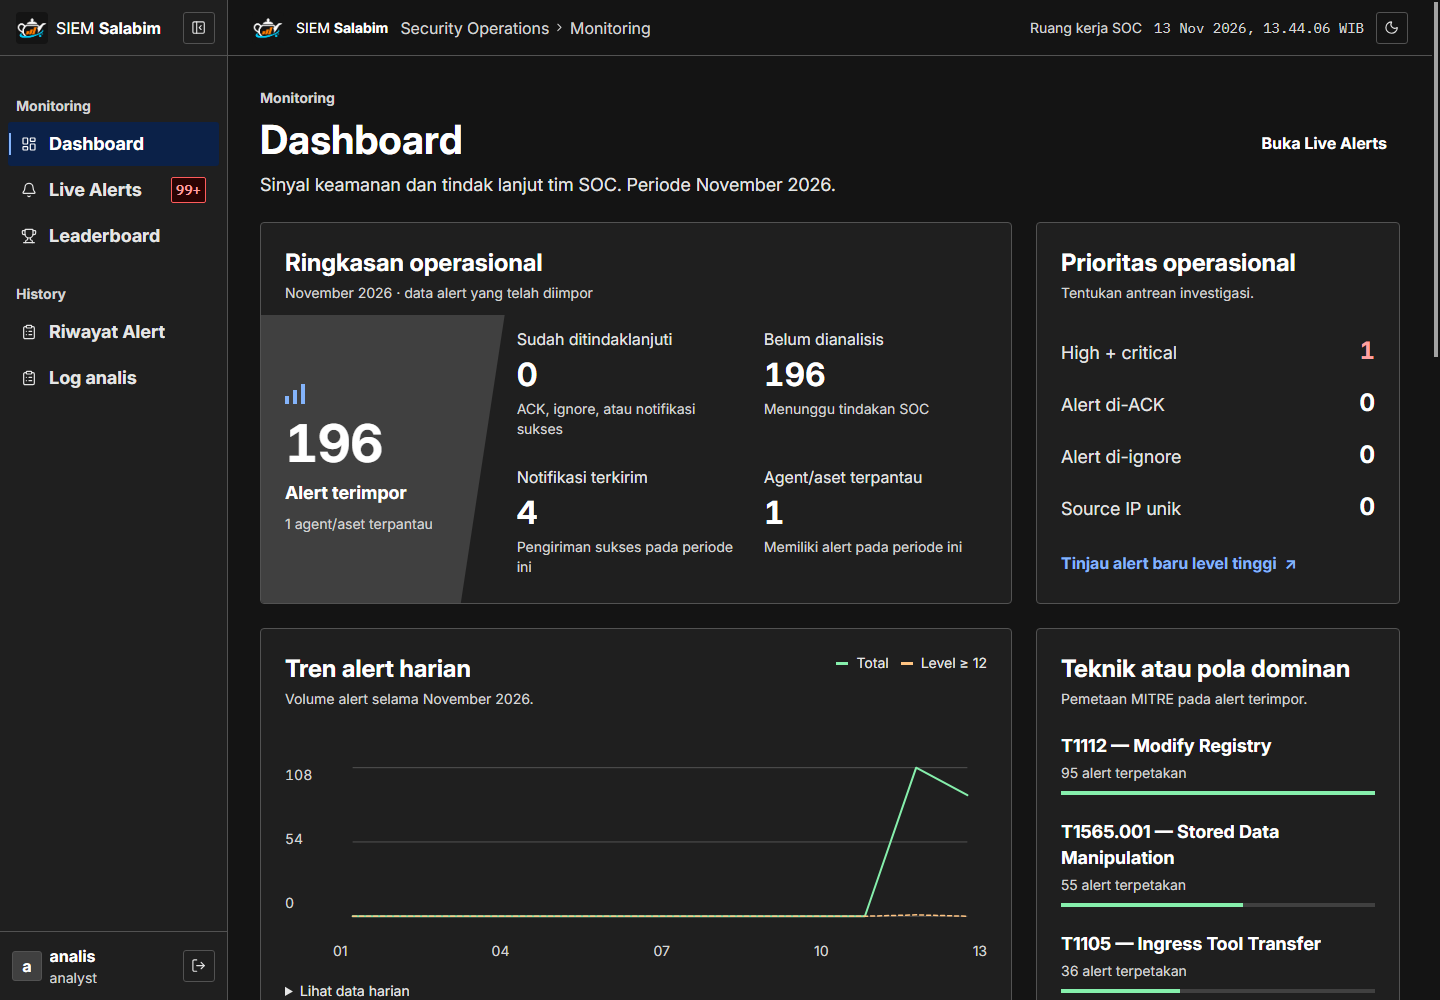 SIEM Salabim
SIEM Salabim Security Operations › Monitoring
Ruang kerja SOC 13 Nov 2026, 13.44.06 WIB
Monitoring
Dashboard
Live Alerts 99+
Leaderboard
History
Riwayat Alert
Log analis
a
analis
analyst
Monitoring
Dashboard
Buka Live Alerts
Sinyal keamanan dan tindak lanjut tim SOC. Periode November 2026.
Ringkasan operasional
November 2026 · data alert yang telah diimpor
196
Alert terimpor
1 agent/aset terpantau
Sudah ditindaklanjuti
0
ACK, ignore, atau notifikasi
sukses
Belum dianalisis
196
Menunggu tindakan SOC
Notifikasi terkirim
4
Pengiriman sukses pada periode
ini
Agent/aset terpantau
1
Memiliki alert pada periode ini
Prioritas operasional
Tentukan antrean investigasi.
High + critical 1
Alert di-ACK 0
Alert di-ignore 0
Source IP unik 0
Tinjau alert baru level tinggi
Tren alert harian
Volume alert selama November 2026.
Total Level ≥ 12
108
54
0
01 04 07 10 13
Lihat data harian
Teknik atau pola dominan
Pemetaan MITRE pada alert terimpor.
T1112 — Modify Registry
95 alert terpetakan
T1565.001 — Stored Data
Manipulation
55 alert terpetakan
T1105 — Ingress Tool Transfer
36 alert terpetakan